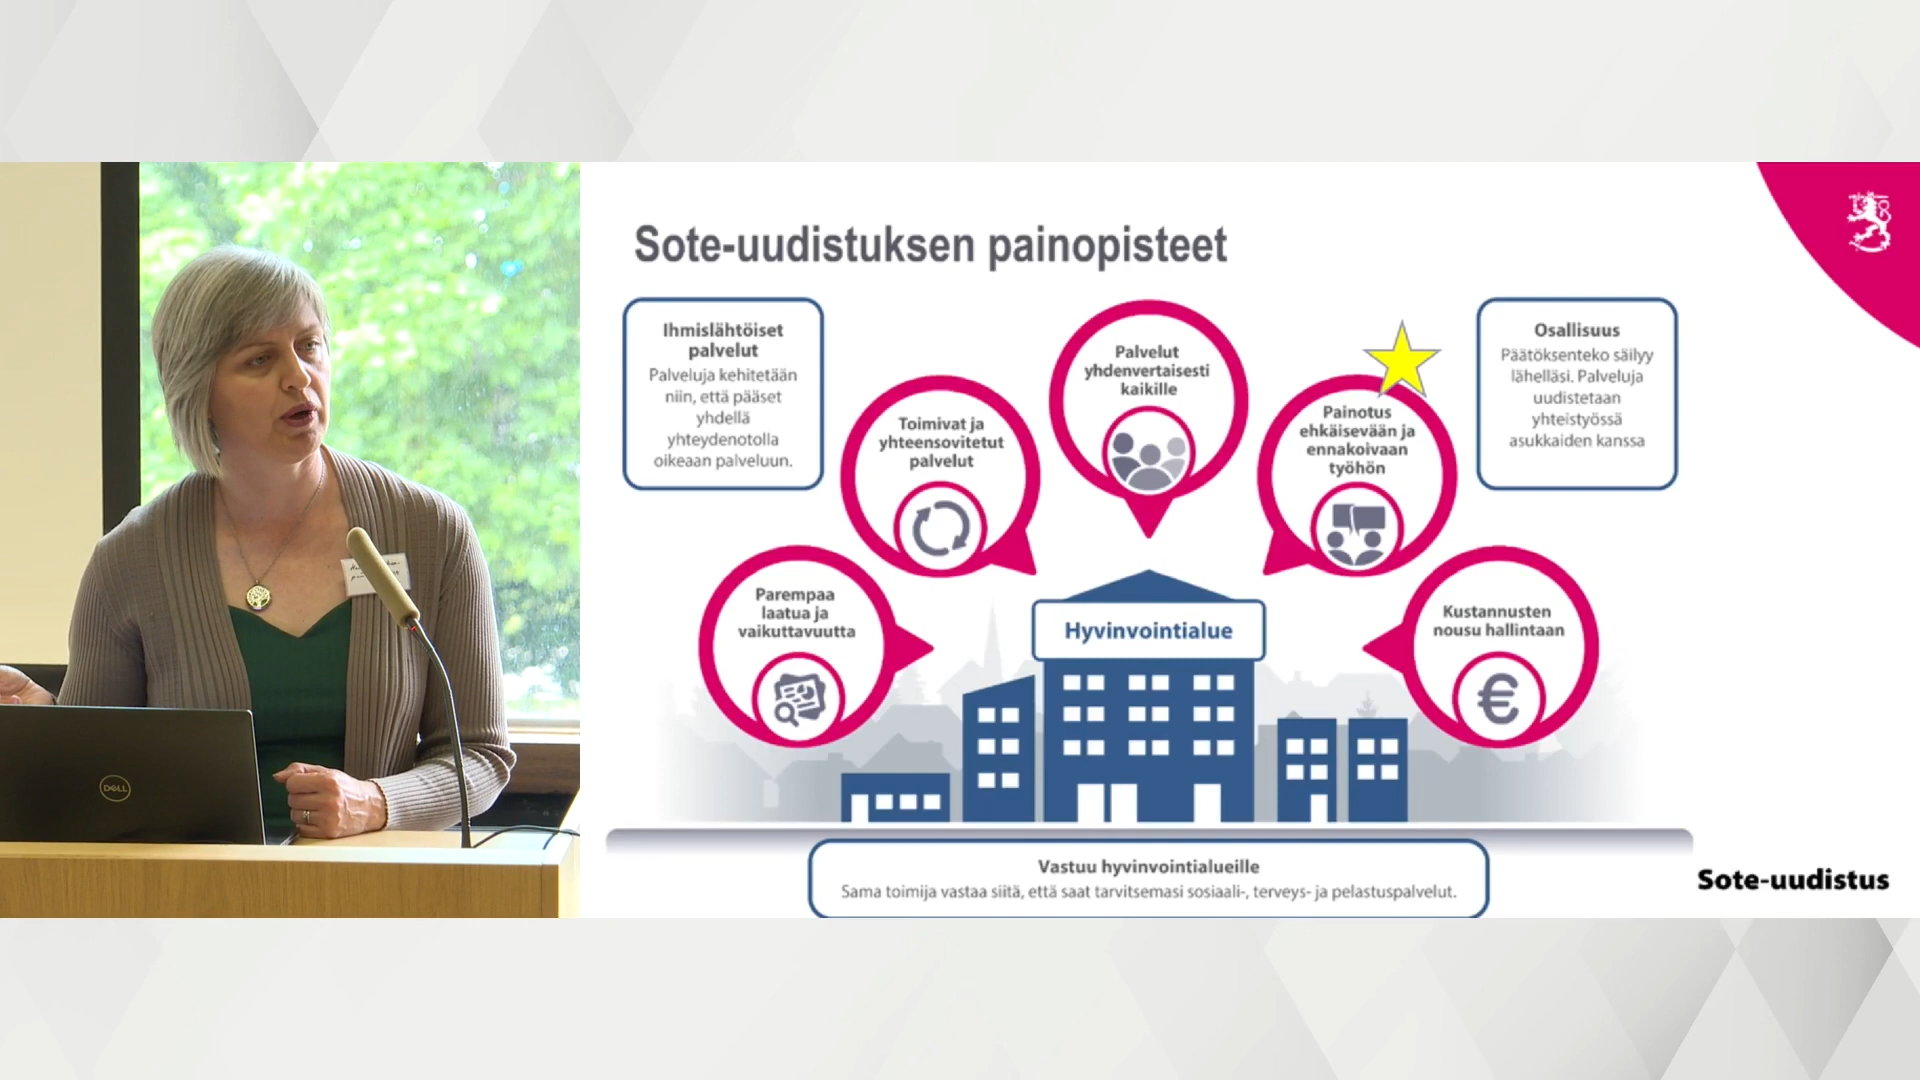 Sote-uudistuksen painopisteet
Ihmislähtöiset
palvelut
Palveluja kehitetään
niin, että pääset
yhdellä
yhteydenotolla
oikeaan palveluun.
Parempaa
laatua ja
vaikuttavuutta
Toimivat ja
yhteensovitetut
palvelut
Palvelut
yhdenvertaisesti
kaikille
Painotus
ehkäisevään ja
ennakoivaan
työhön
Kustannusten
nousu hallintaan
€
Osallisuus
Päätöksenteko säilyy
lähelläsi. Palveluja
uudistetaan
yhteistyössä
asukkaiden kanssa
Hyvinvointialue
Vastuu hyvinvointialueille
Sama toimija vastaa siitä, että saat tarvitsemasi sosiaali-, terveys- ja pelastuspalvelut.
Sote-uudistus
DELL